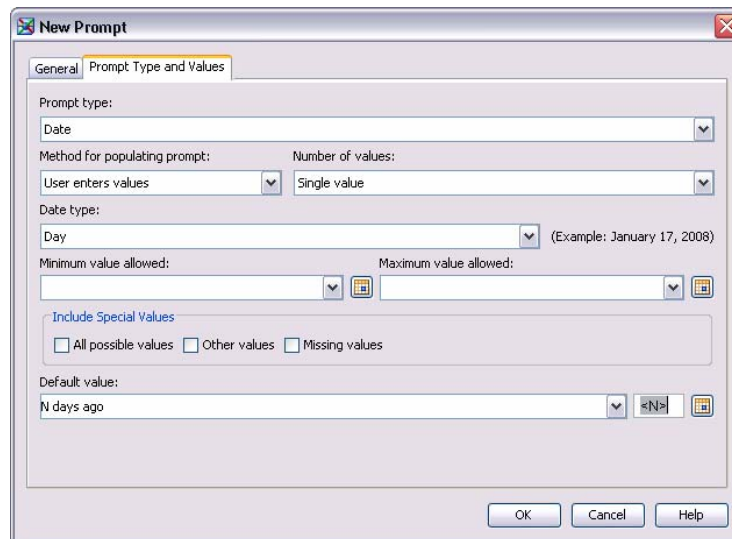 New Prompt
General Prompt Type and Values
Prompt type:
Date
Method for populating prompt: Number of values:
User enters values Single value
Date type:
Day (Example: January 17, 2008)
Minimum value allowed: Maximum value allowed:
Include Special Values
All possible values Other values Missing values
Default value:
N days ago <N>
OK Cancel Help